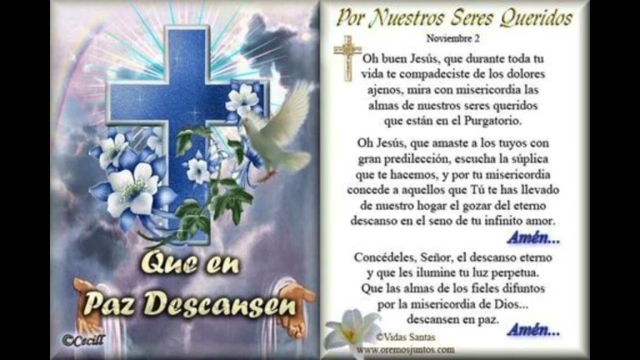 Que en
Paz Descansen
©Cecill
Por Nuestros Seres Queridos
Noviembre 2
Oh buen Jesús, que durante toda tu
vida te compadeciste de los dolores
ajenos, mira con misericordia las
almas de nuestros seres queridos
que están en el Purgatorio.
Oh Jesús, que amaste a los tuyos con
gran predilección, escucha la súplica
que te hacemos, y por tu misericordia
concede a aquellos que Tú te has llevado
de nuestro hogar el gozar del eterno
descanso en el seno de tu infinito amor.
Amén...
Concédeles, Señor, el descanso eterno
y que les ilumine tu luz perpetua.
Que las almas de los fieles difuntos
por la misericordia de Dios...
descansen en paz.
Amén...
©Vidas Santas
www.oremosjuntos.com